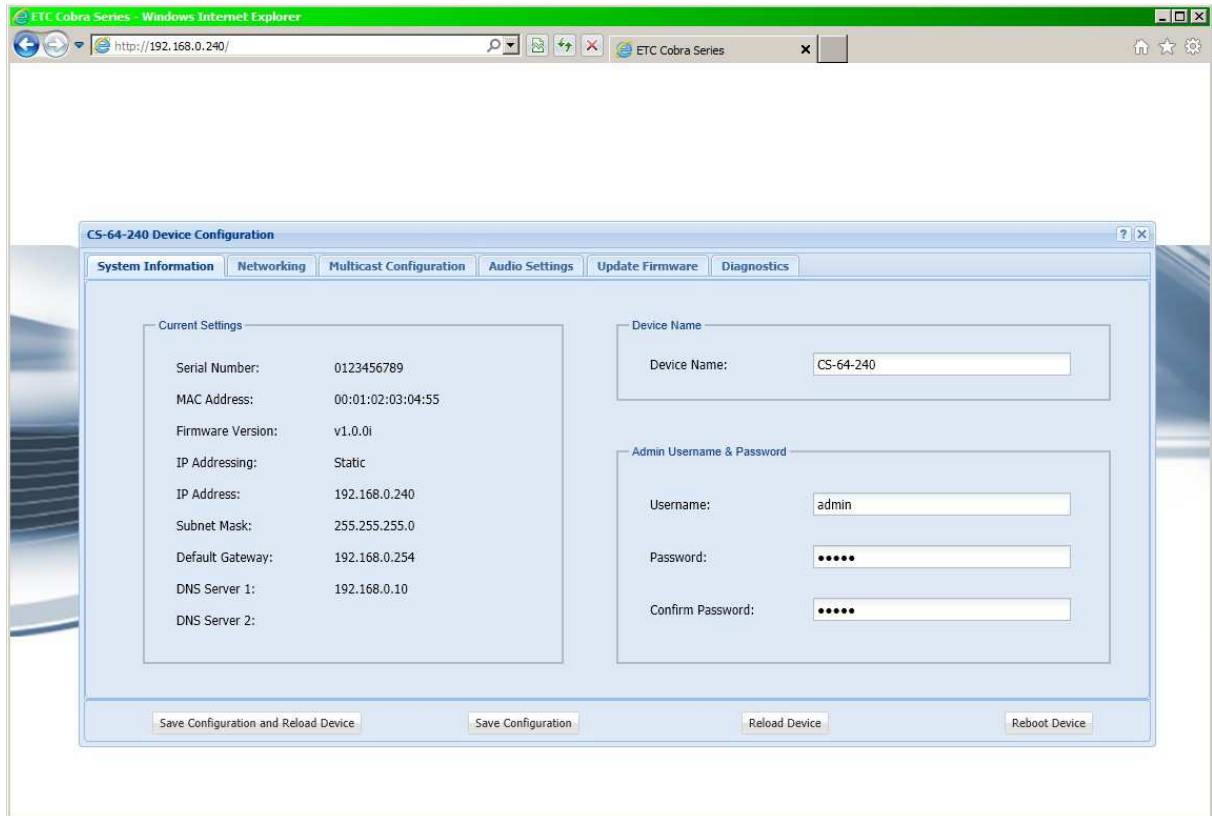 ETC Cobra Series - Windows Internet Explorer
http://192.168.0.240/
ETC Cobra Series
CS-64-240 Device Configuration
System Information Networking Multicast Configuration Audio Settings Update Firmware Diagnostics
Current Settings
Serial Number: 0123456789
MAC Address: 00:01:02:03:04:55
Firmware Version: v1.0.0i
IP Addressing: Static
IP Address: 192.168.0.240
Subnet Mask: 255.255.255.0
Default Gateway: 192.168.0.254
DNS Server 1: 192.168.0.10
DNS Server 2:
Device Name
Device Name: CS-64-240
Admin Username & Password
Username: admin
Password: •••••
Confirm Password: •••••
Save Configuration and Reload Device Save Configuration Reload Device Reboot Device